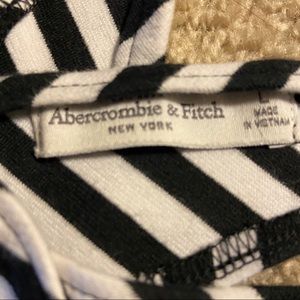 Abercrombie & Fitch
NEW YORK
L
MADE
IN VIETNAM